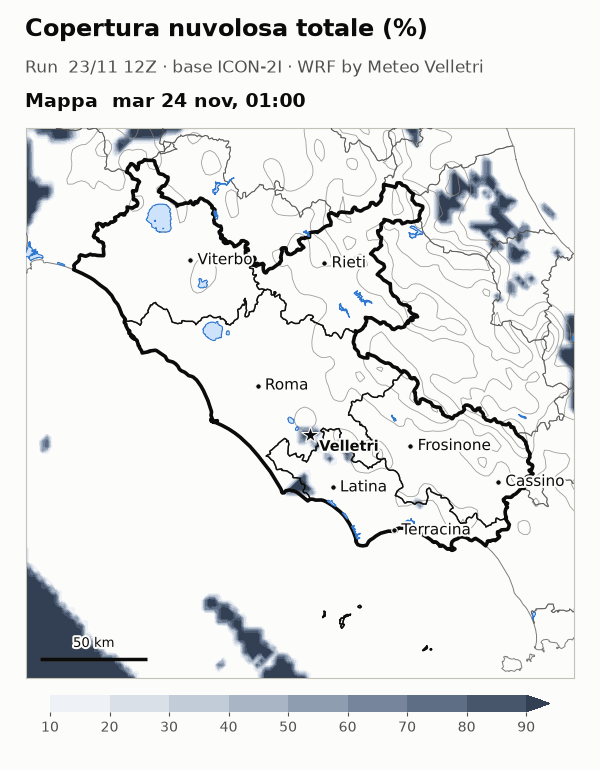 Copertura nuvolosa totale (%)
Run  23/11 12Z · base ICON-2I · WRF by Meteo Velletri
Mappa  mar 24 nov, 01:00
Viterbo
Rieti
Roma
Velletri
Frosinone
Latina
Cassino
Terracina
50 km
10 20 30 40 50 60 70 80 90